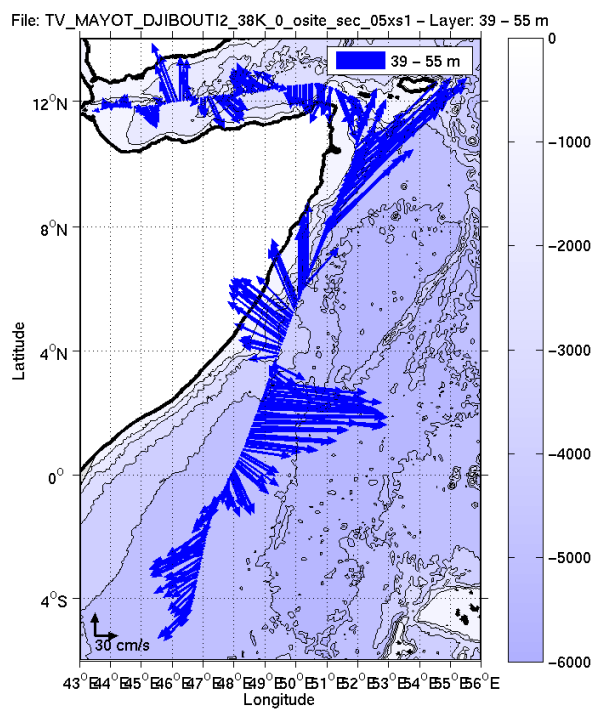 File: TV_MAYOT_DJIBOUTI2_38K_0_osite_sec_05xs1 – Layer: 39 – 55 m
39 – 55 m
0
−1000
−2000
−3000
−4000
−5000
−6000
12°N
8°N
4°N
0°
4°S
Latitude
30 cm/s
43°E 44°E 45°E 46°E 47°E 48°E 49°E 50°E 51°E 52°E 53°E 54°E 55°E 56°E
Longitude